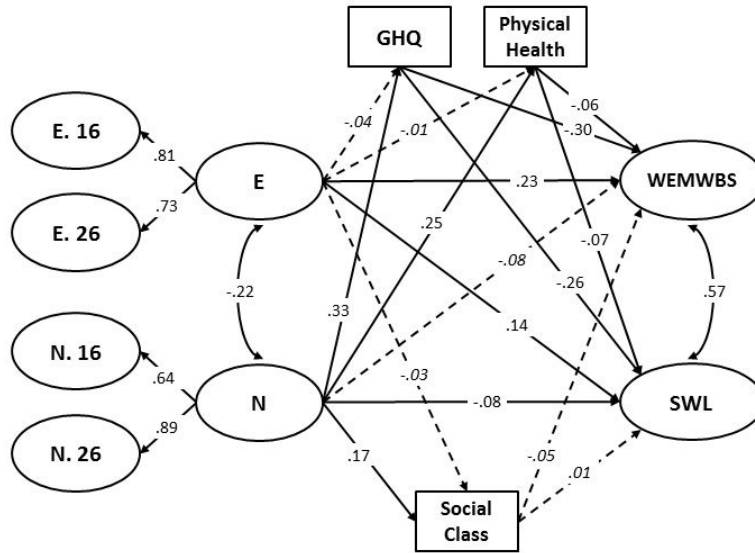 GHQ
Physical
Health
E. 16
E. 26
N. 16
N. 26
E
N
WEMWBS
SWL
Social
Class
.81
.73
-.22
.64
.89
-.04
-.01
-.06
-.30
.23
.25
-.08
-.07
.33
-.26
.57
.14
-.03
-.08
.17
-.05
.01